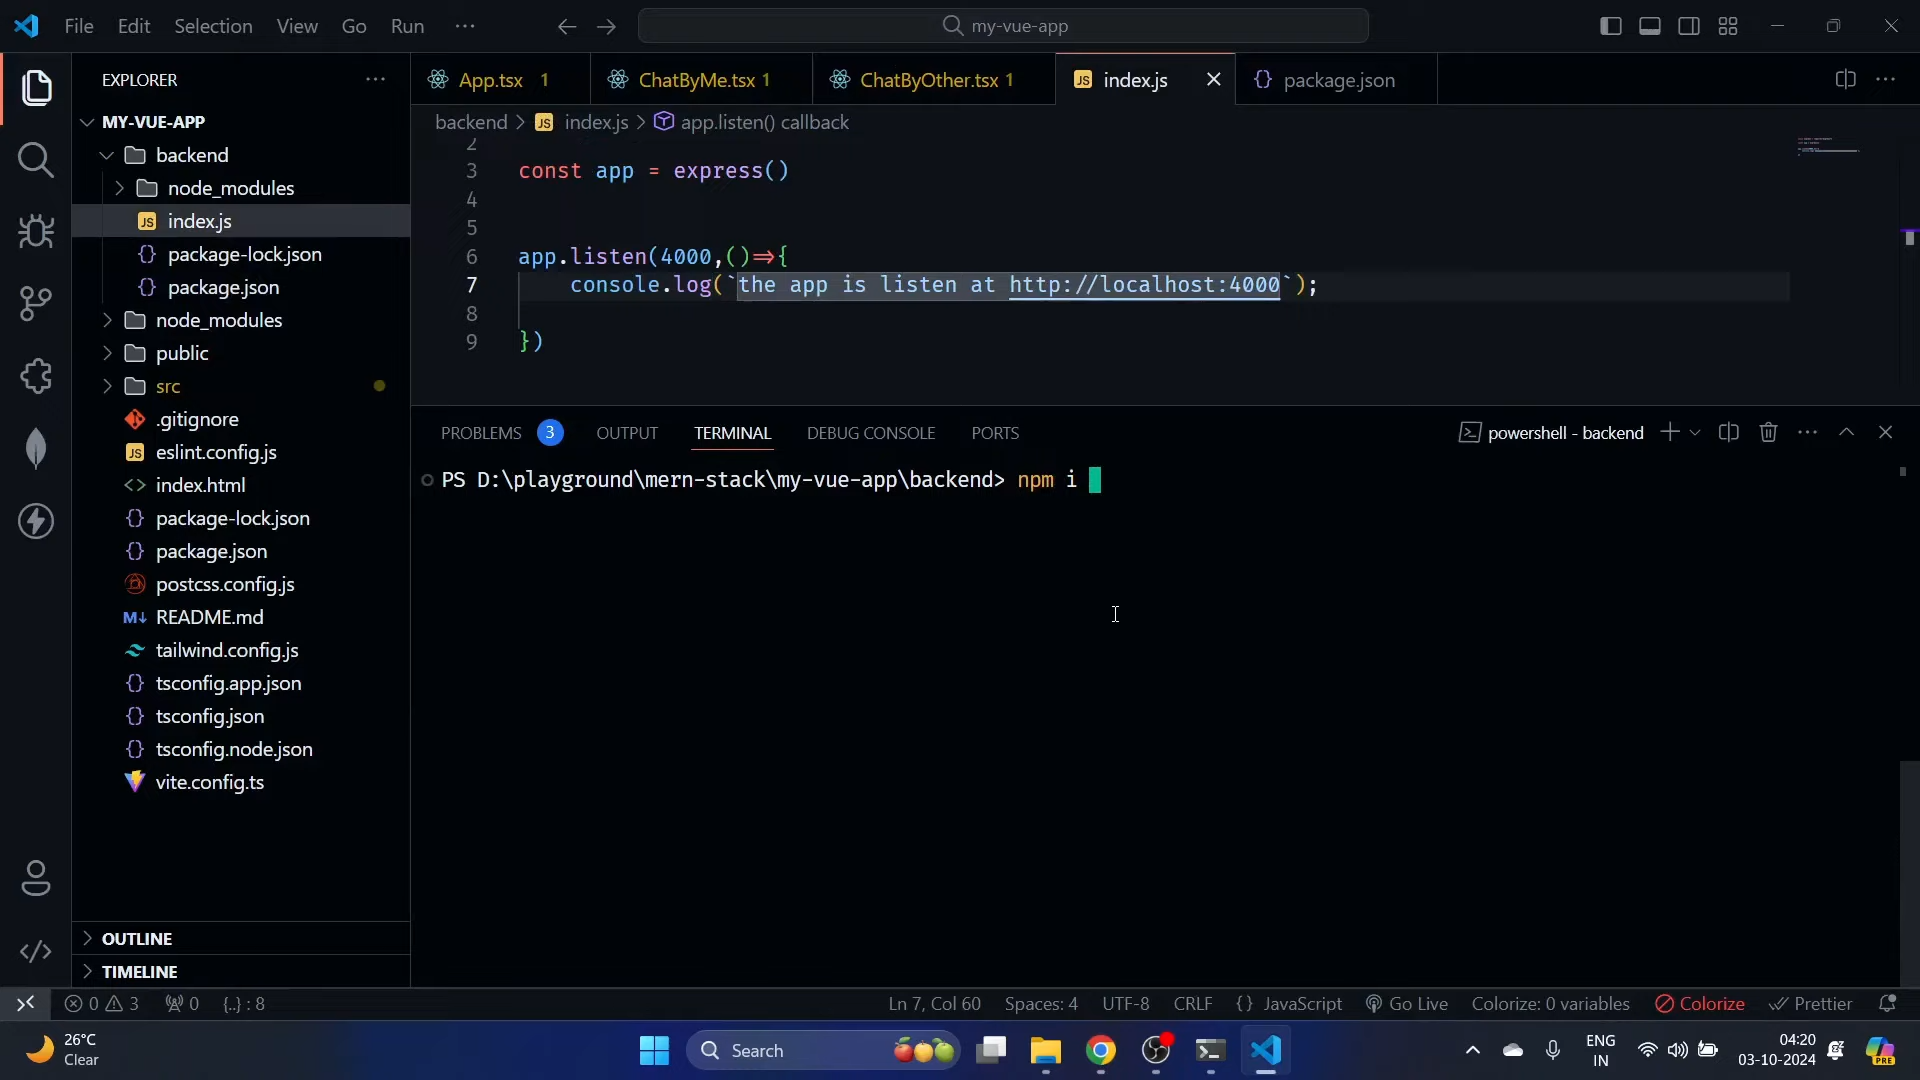 File Edit Selection View Go Run ··· my-vue-app
EXPLORER ···
MY-VUE-APP
backend
node_modules
JS index.js
{} package-lock.json
{} package.json
node_modules
public
src
.gitignore
JS eslint.config.js
<> index.html
{} package-lock.json
{} package.json
postcss.config.js
M↓ README.md
tailwind.config.js
{} tsconfig.app.json
{} tsconfig.json
{} tsconfig.node.json
vite.config.ts
OUTLINE
TIMELINE
App.tsx 1 ChatByMe.tsx 1 ChatByOther.tsx 1 JS index.js {} package.json ···
backend > JS index.js > app.listen() callback
2
3 const app = express()
4
5
6 app.listen(4000,()=>{
7 console.log(`the app is listen at http://localhost:4000`);
8
9 })
PROBLEMS 3 OUTPUT TERMINAL DEBUG CONSOLE PORTS powershell - backend ···
PS D:\playground\mern-stack\my-vue-app\backend> npm i
0 3 0 {..} : 8 Ln 7, Col 60 Spaces: 4 UTF-8 CRLF {} JavaScript Go Live Colorize: 0 variables Colorize Prettier
26°C
Clear
Search
ENG
IN
04:20
03-10-2024
PRE